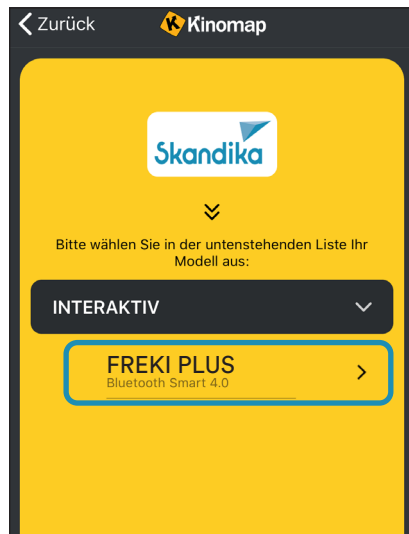 Zurück
Kinomap
Skandika
Bitte wählen Sie in der untenstehenden Liste Ihr
Modell aus:
INTERAKTIV
FREKI PLUS
Bluetooth Smart 4.0